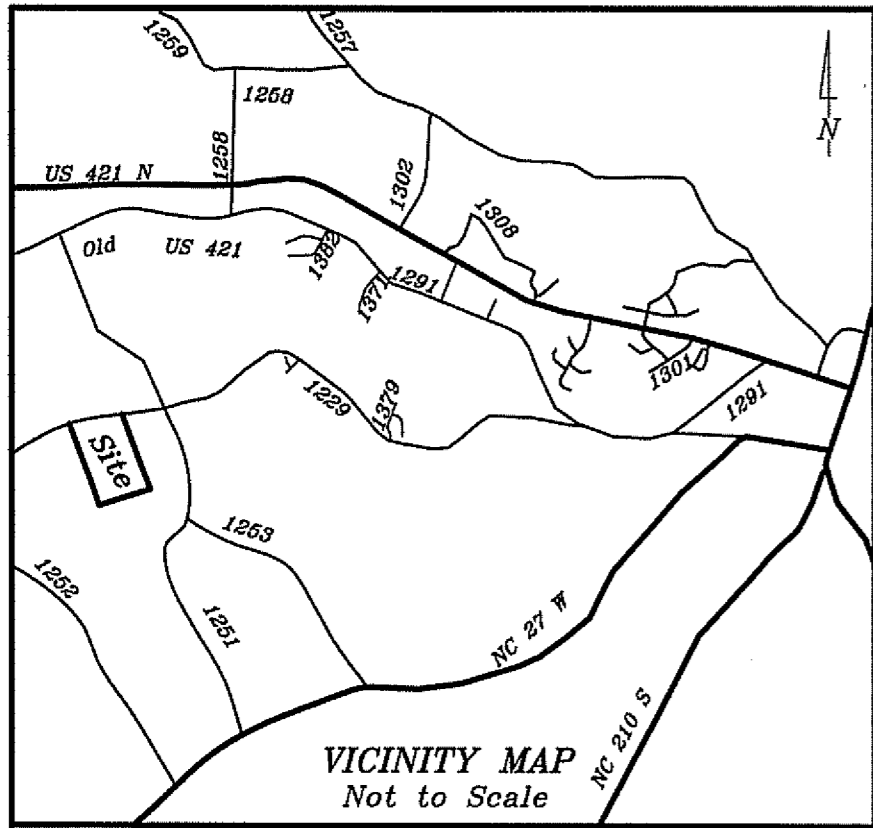 1259
1257
1258
1258
US 421 N
1302
1308
Old US 421
1382
1371
1291
1229
1379
1301
1291
Site
1253
1252
1251
NC 27 W
NC 210 S
N
VICINITY MAP
Not to Scale